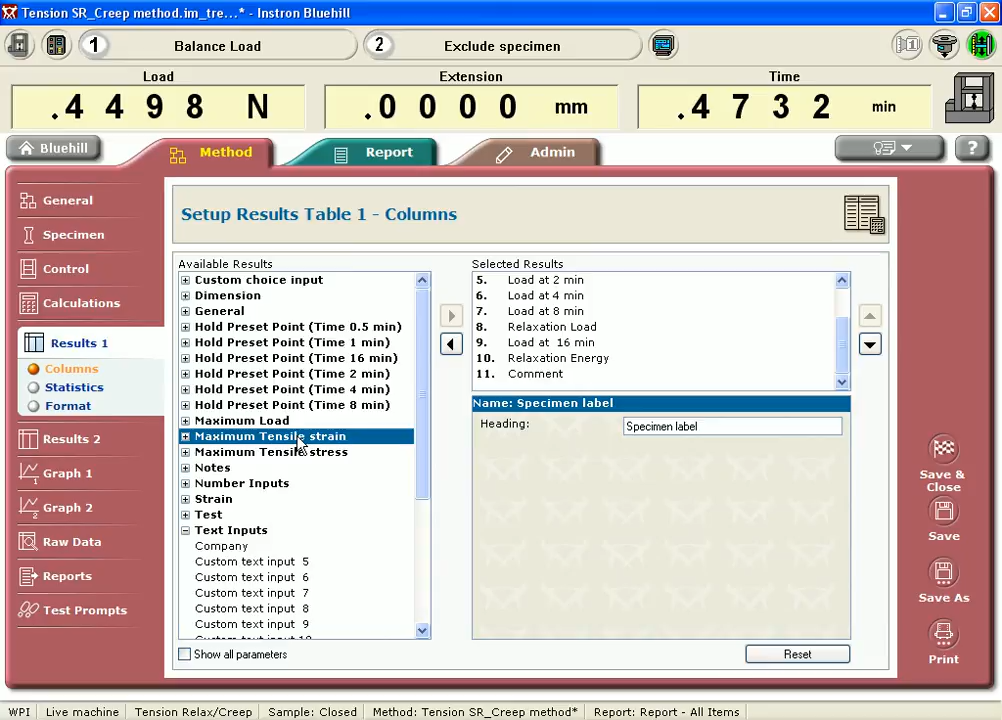 Tension SR_Creep method.im_tre...* - Instron Bluehill
1 Balance Load
2 Exclude specimen
Load
.4498 N
Extension
.0000 mm
Time
.4732 min
Bluehill
Method
Report
Admin
?
General
Specimen
Control
Calculations
Results 1
Columns
Statistics
Format
Results 2
Graph 1
Graph 2
Raw Data
Reports
Test Prompts
Setup Results Table 1 - Columns
Available Results
Custom choice input
Dimension
General
Hold Preset Point (Time 0.5 min)
Hold Preset Point (Time 1 min)
Hold Preset Point (Time 16 min)
Hold Preset Point (Time 2 min)
Hold Preset Point (Time 4 min)
Hold Preset Point (Time 8 min)
Maximum Load
Maximum Tensile strain
Maximum Tensile stress
Notes
Number Inputs
Strain
Test
Text Inputs
Company
Custom text input 5
Custom text input 6
Custom text input 7
Custom text input 8
Custom text input 9
Custom text input 10
Show all parameters
Selected Results
5. Load at 2 min
6. Load at 4 min
7. Load at 8 min
8. Relaxation Load
9. Load at 16 min
10. Relaxation Energy
11. Comment
Name: Specimen label
Heading: Specimen label
Reset
Save &
Close
Save
Save As
Print
WPI
Live machine
Tension Relax/Creep
Sample: Closed
Method: Tension SR_Creep method*
Report: Report - All Items